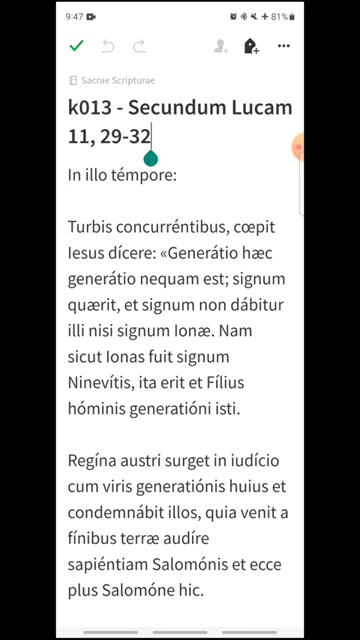 9:47
81%
Sacrae Scripturae
k013 - Secundum Lucam
11, 29-32
In illo témpore:
Turbis concurréntibus, cœpit
Iesus dícere: «Generátio hæc
generátio nequam est; signum
quærit, et signum non dábitur
illi nisi signum Ionæ. Nam
sicut Ionas fuit signum
Ninevítis, ita erit et Fílius
hóminis generatióni isti.
Regína austri surget in iudício
cum viris generatiónis huius et
condemnábit illos, quia venit a
fínibus terræ audíre
sapiéntiam Salomónis et ecce
plus Salomóne hic.